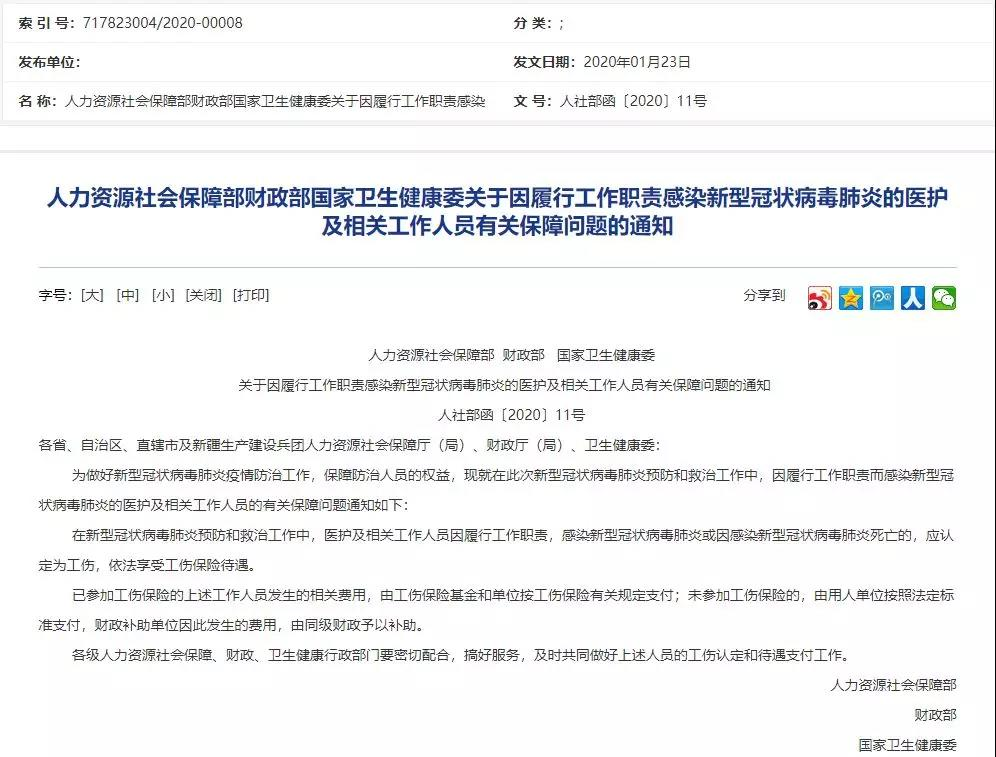 索 引 号：717823004/2020-00008
分 类：;
发布单位：
发文日期：2020年01月23日
名 称：人力资源社会保障部财政部国家卫生健康委关于因履行工作职责感染
文 号：人社部函〔2020〕11号
人力资源社会保障部财政部国家卫生健康委关于因履行工作职责感染新型冠状病毒肺炎的医护
及相关工作人员有关保障问题的通知
字号：[大] [中] [小] [关闭] [打印]
分享到
人力资源社会保障部 财政部 国家卫生健康委
关于因履行工作职责感染新型冠状病毒肺炎的医护及相关工作人员有关保障问题的通知
人社部函〔2020〕11号
各省、自治区、直辖市及新疆生产建设兵团人力资源社会保障厅（局）、财政厅（局）、卫生健康委：
为做好新型冠状病毒肺炎疫情防治工作，保障防治人员的权益，现就在此次新型冠状病毒肺炎预防和救治工作中，因履行工作职责而感染新型冠
状病毒肺炎的医护及相关工作人员的有关保障问题通知如下：
在新型冠状病毒肺炎预防和救治工作中，医护及相关工作人员因履行工作职责，感染新型冠状病毒肺炎或因感染新型冠状病毒肺炎死亡的，应认
定为工伤，依法享受工伤保险待遇。
已参加工伤保险的上述工作人员发生的相关费用，由工伤保险基金和单位按工伤保险有关规定支付；未参加工伤保险的，由用人单位按照法定标
准支付，财政补助单位因此发生的费用，由同级财政予以补助。
各级人力资源社会保障、财政、卫生健康行政部门要密切配合，搞好服务，及时共同做好上述人员的工伤认定和待遇支付工作。
人力资源社会保障部
财政部
国家卫生健康委